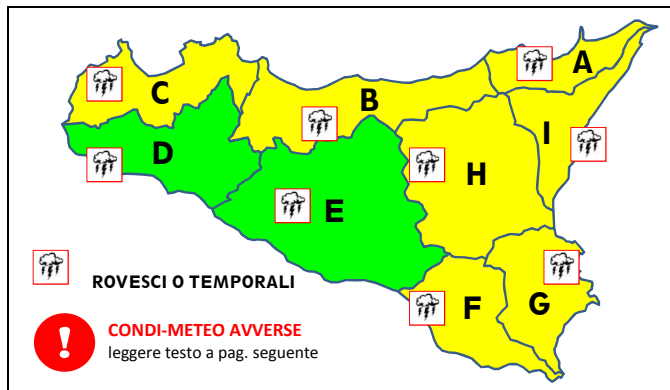 A
C
B
I
D
H
E
F
G
ROVESCI O TEMPORALI
CONDI-METEO AVVERSE
leggere testo a pag. seguente
!